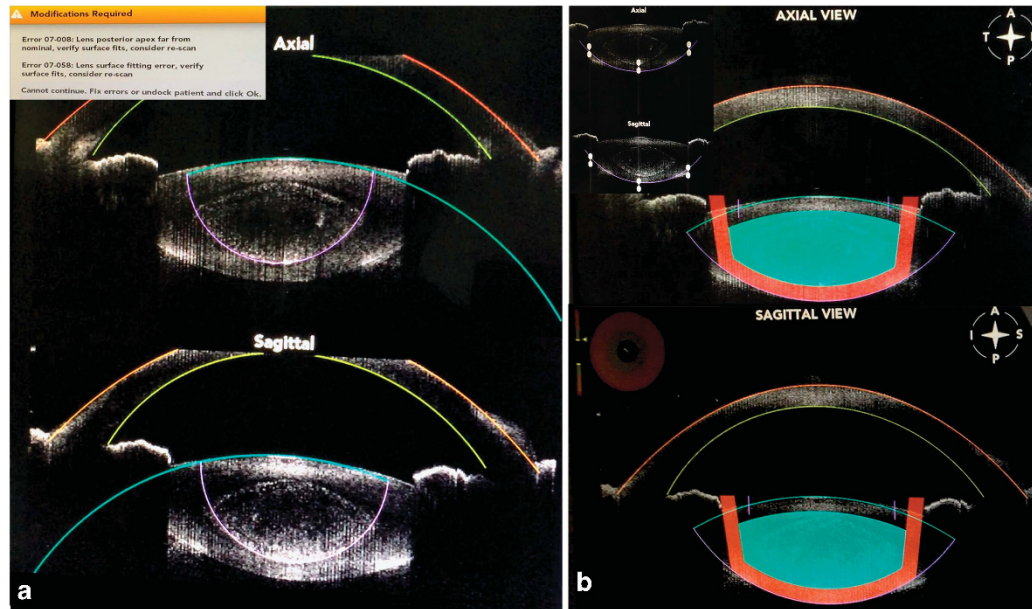 Modifications Required
Error 07-008: Lens posterior apex far from
nominal, verify surface fits, consider re-scan
Error 07-058: Lens surface fitting error, verify
surface fits, consider re-scan
Cannot continue. Fix errors or undock patient and click Ok.
Axial
Sagittal
a
Axial
Sagittal
AXIAL VIEW
A
T
P
SAGITTAL VIEW
A
I
S
P
b